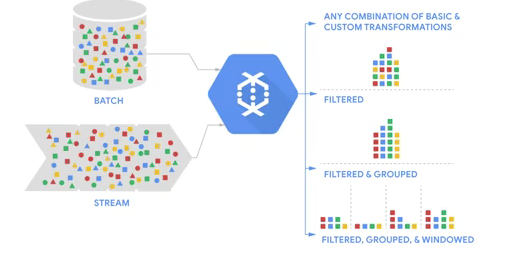 BATCH
STREAM
ANY COMBINATION OF BASIC &
CUSTOM TRANSFORMATIONS
FILTERED
FILTERED & GROUPED
FILTERED, GROUPED, & WINDOWED